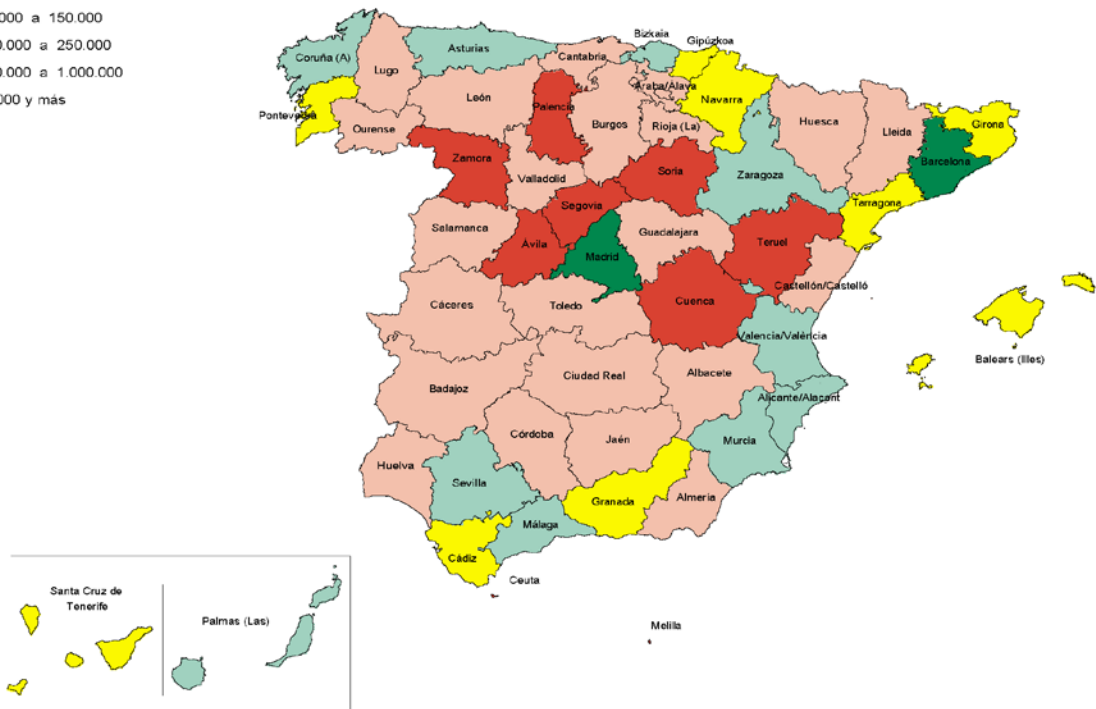 000 a 150.000
0.000 a 250.000
0.000 a 1.000.000
000 y más
Bizkaia
Gipúzkoa
Coruña (A)
Asturias
Cantabria
Lugo
Araba/Álava
León
Palencia
Navarra
Pontevedra
Ourense
Burgos
Rioja (La)
Huesca
Lleida
Girona
Barcelona
Zamora
Valladolid
Soria
Zaragoza
Segovia
Tarragona
Salamanca
Ávila
Guadalajara
Teruel
Madrid
Castellón/Castelló
Cáceres
Toledo
Cuenca
Valencia/València
Balears (Illes)
Badajoz
Ciudad Real
Albacete
Alicante/Alacant
Córdoba
Jaén
Murcia
Huelva
Sevilla
Granada
Almería
Málaga
Cádiz
Ceuta
Santa Cruz de
Tenerife
Palmas (Las)
Melilla